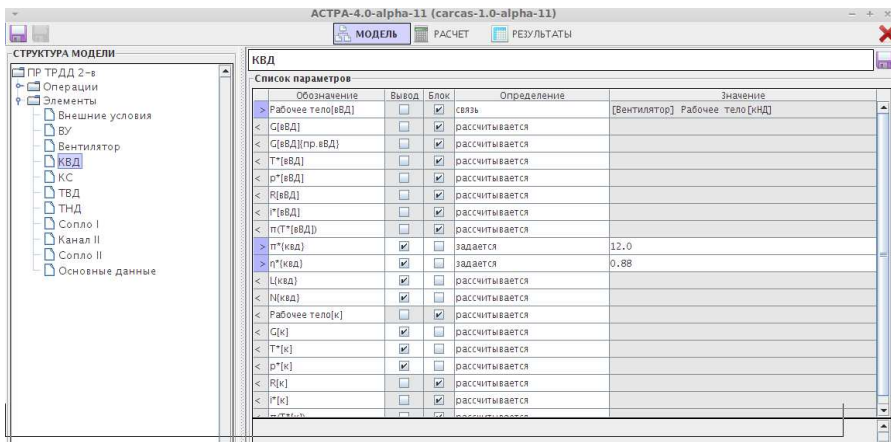 АСТРА-4.0-alpha-11 (carcas-1.0-alpha-11)
МОДЕЛЬ РАСЧЕТ РЕЗУЛЬТАТЫ
СТРУКТУРА МОДЕЛИ
ПР ТРДД 2-в
Операции
Элементы
Внешние условия
ВУ
Вентилятор
КВД
КС
ТВД
ТНД
Сопло I
Канал II
Сопло II
Основные данные
КВД
Список параметров
Обозначение Вывод Блок Определение Значение
> Рабочее тело[вВД] связь [Вентилятор] Рабочее тело[кНД]
< G[вВД] рассчитывается
< G[вВД]{пр.вВД} рассчитывается
< T*[вВД] рассчитывается
< p*[вВД] рассчитывается
< R[вВД] рассчитывается
< i*[вВД] рассчитывается
< π(T*[вВД]) рассчитывается
> π*{квд} задается 12.0
> η*{квд} задается 0.88
< L{квд} рассчитывается
< N{квд} рассчитывается
< Рабочее тело[к] рассчитывается
< G[к] рассчитывается
< T*[к] рассчитывается
< p*[к] рассчитывается
< R[к] рассчитывается
< i*[к] рассчитывается
< π(T*[к]) рассчитывается